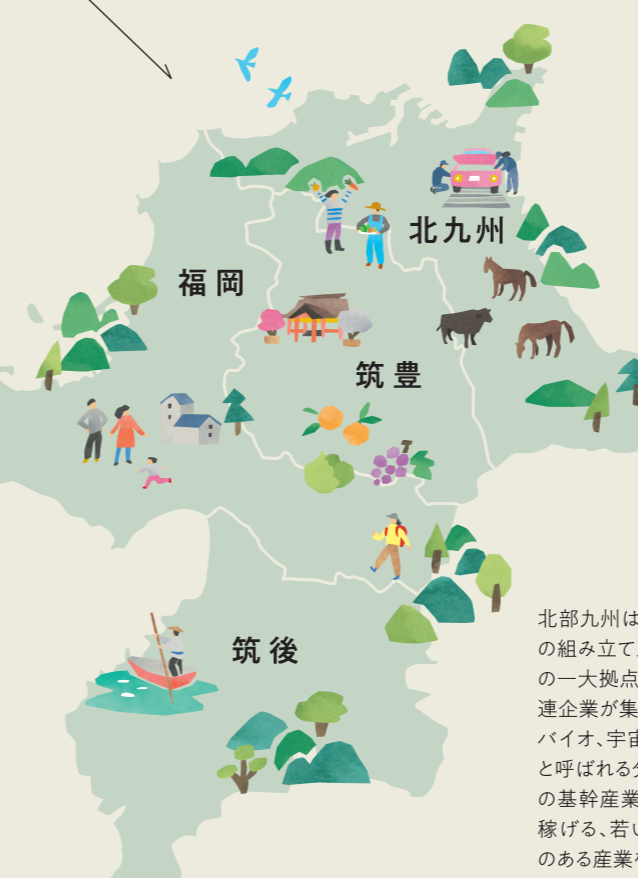 北九州
福岡
筑豊
筑後
北部九州は
の組み立て
の一大拠点
連企業が集
バイオ、宇宙
と呼ばれる
の基幹産業
稼げる、若い
のある産業を